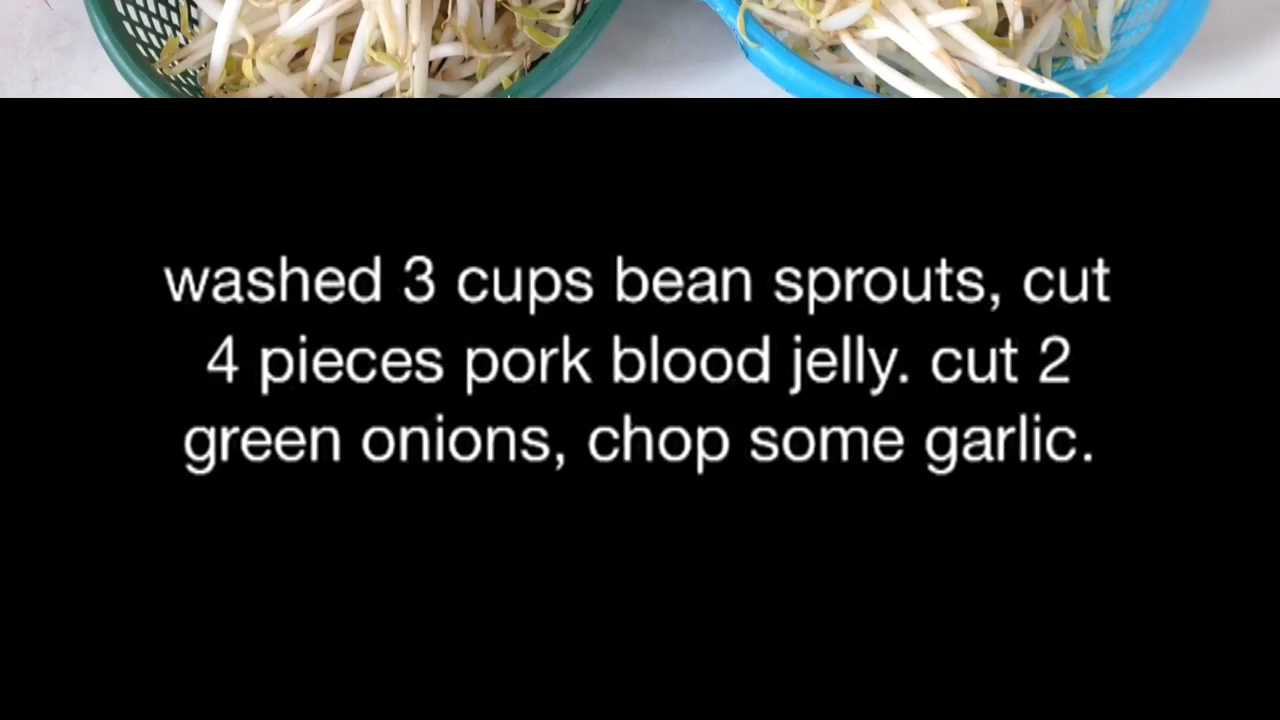 washed 3 cups bean sprouts, cut
4 pieces pork blood jelly. cut 2
green onions, chop some garlic.